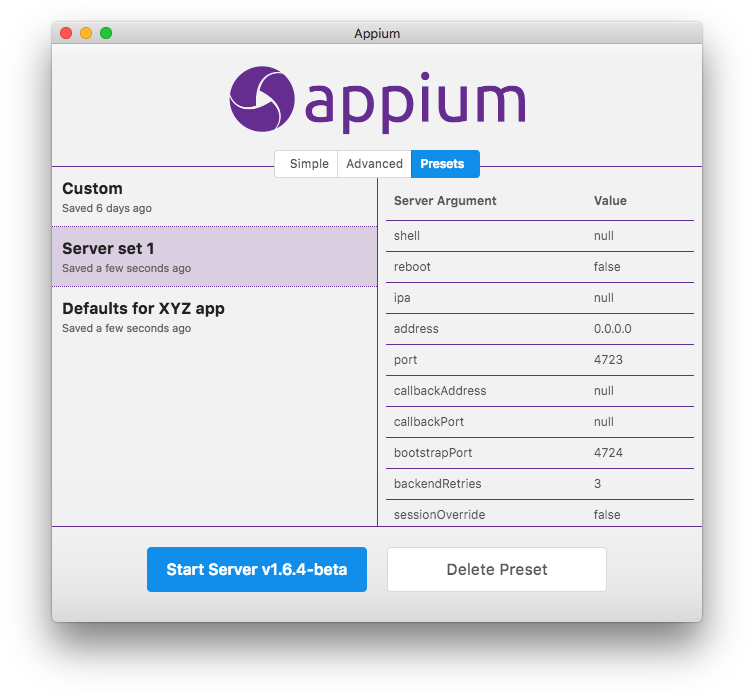 Appium
appium
Simple Advanced Presets
Custom
Saved 6 days ago
Server set 1
Saved a few seconds ago
Defaults for XYZ app
Saved a few seconds ago
Server Argument Value
shell null
reboot false
ipa null
address 0.0.0.0
port 4723
callbackAddress null
callbackPort null
bootstrapPort 4724
backendRetries 3
sessionOverride false
Start Server v1.6.4-beta Delete Preset